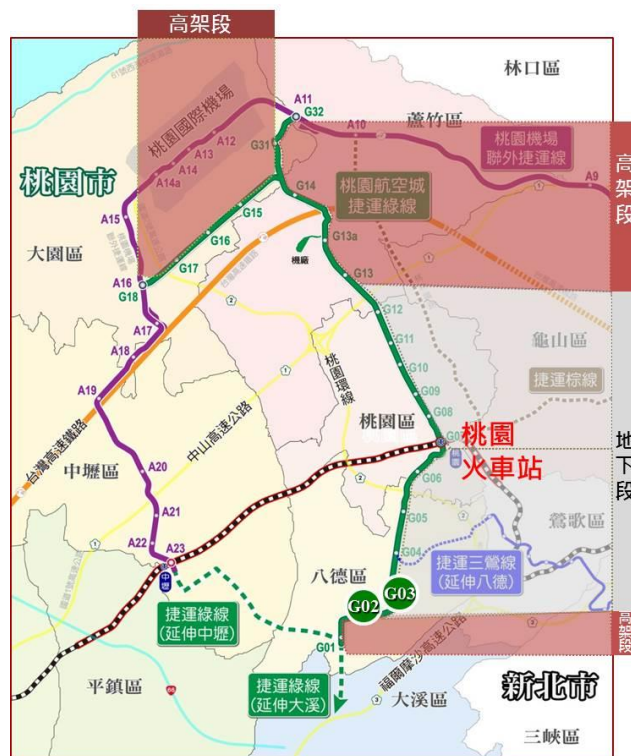 高架段
林口區
A11
G32
蘆竹區
A10
桃園機場
聯外捷運線
A9
高架段
桃園國際機場
A12
A13
A14
A14a
G31
桃園市
桃園航空城
捷運綠線
G14
G15
A15
大園區
G16
G13a
機廠
G17
G13
A16
G18
G12
A17
龜山區
A18
G11
G10
捷運棕線
A19
G09
桃園環線
G08
桃園區
台灣高速鐵路
中山高速公路
中壢區
桃園
火車站
地下段
A20
G06
A21
G05
鶯歌區
A22
A23
G04
捷運三鶯線
(延伸八德)
中壢
八德區
G02
G03
捷運綠線
(延伸中壢)
G01
高架段
福爾摩沙高速公路
捷運綠線
(延伸大溪)
平鎮區
66
大溪區
新北市
三峽區